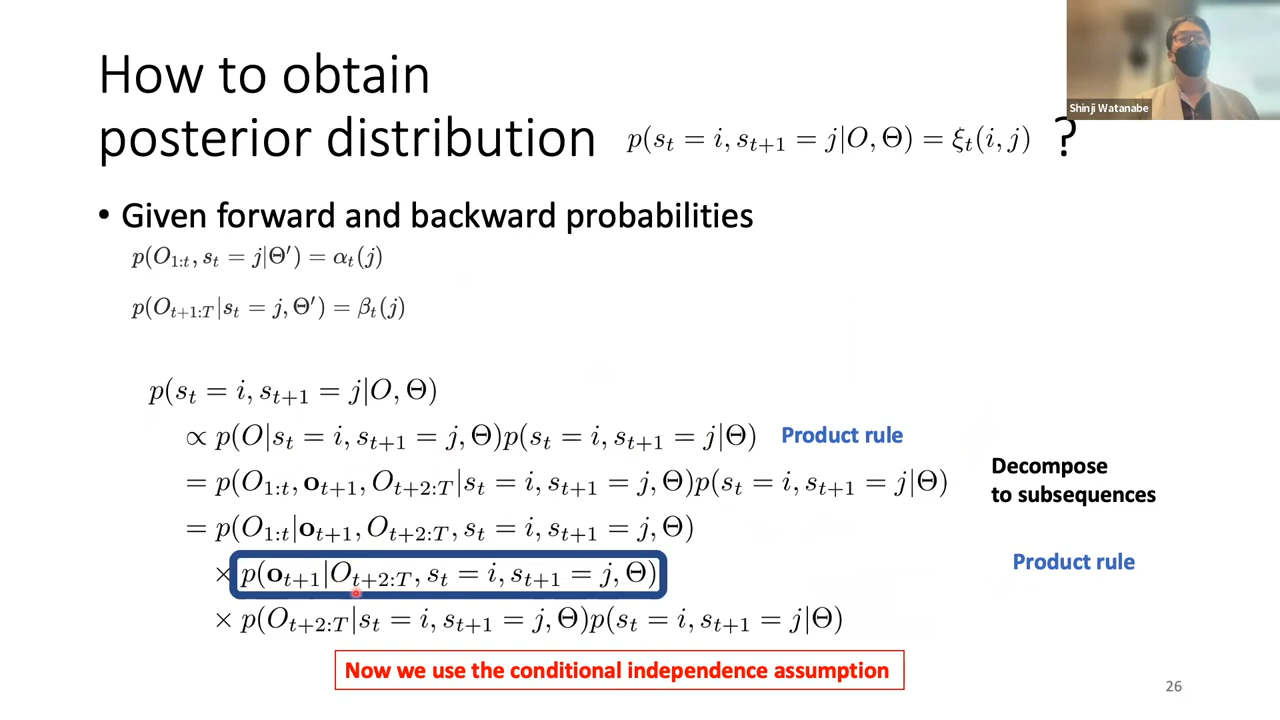 How to obtain
posterior distribution p(s_t = i, s_{t+1} = j|O, Θ) = ξ_t(i, j) ?
Shinji Watanabe
• Given forward and backward probabilities
p(O_{1:t}, s_t = j|Θ′) = α_t(j)
p(O_{t+1:T}|s_t = j, Θ′) = β_t(j)
p(s_t = i, s_{t+1} = j|O, Θ)
∝ p(O|s_t = i, s_{t+1} = j, Θ)p(s_t = i, s_{t+1} = j|Θ) Product rule
= p(O_{1:t}, o_{t+1}, O_{t+2:T}|s_t = i, s_{t+1} = j, Θ)p(s_t = i, s_{t+1} = j|Θ)
Decompose
to subsequences
= p(O_{1:t}|o_{t+1}, O_{t+2:T}, s_t = i, s_{t+1} = j, Θ)
× p(o_{t+1}|O_{t+2:T}, s_t = i, s_{t+1} = j, Θ)
Product rule
× p(O_{t+2:T}|s_t = i, s_{t+1} = j, Θ)p(s_t = i, s_{t+1} = j|Θ)
Now we use the conditional independence assumption
26